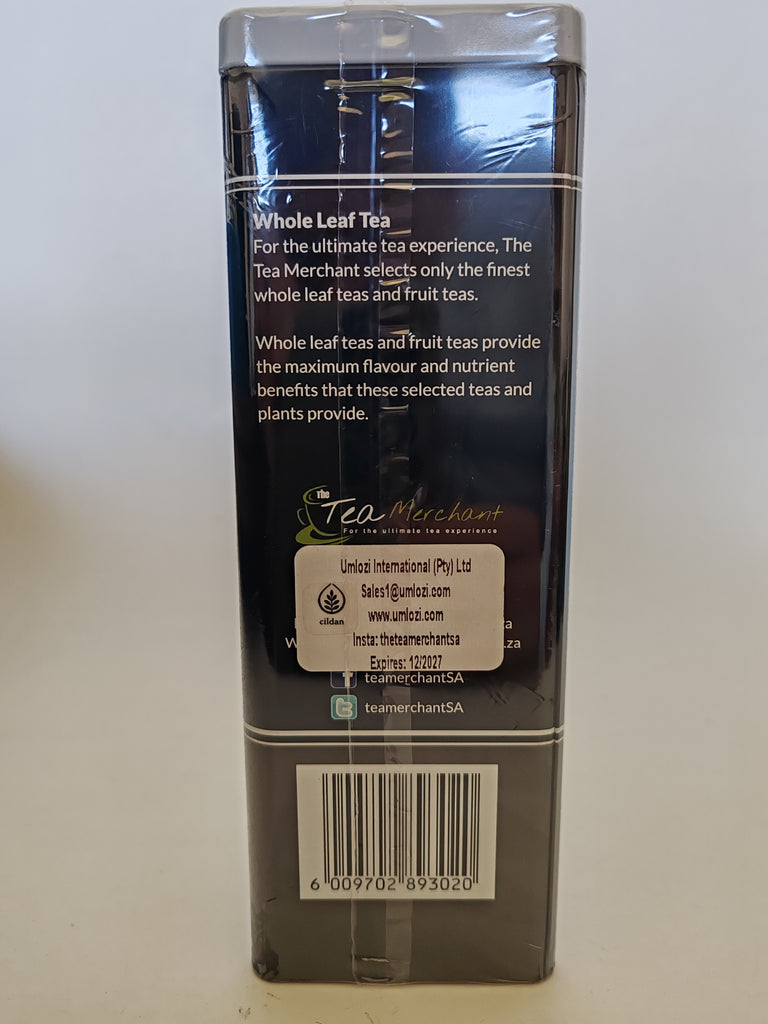 Whole Leaf Tea
For the ultimate tea experience, The
Tea Merchant selects only the finest
whole leaf teas and fruit teas.
Whole leaf teas and fruit teas provide
the maximum flavour and nutrient
benefits that these selected teas and
plants provide.
The
Tea Merchant
For the ultimate tea experience
Umlozi International (Pty) Ltd
Sales1@umlozi.com
cildan
www.umlozi.com
Insta: theteamerchantsa
.za
Expires: 12/2027
teamerchantSA
teamerchantSA
6 009702 893020